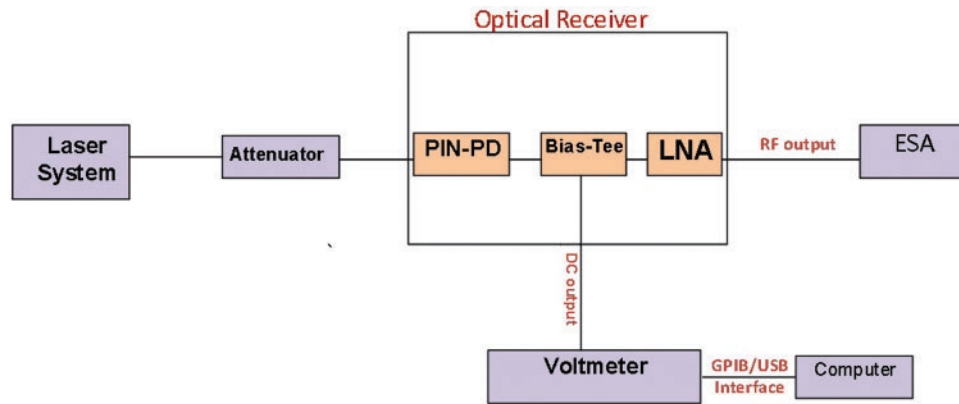 Optical Receiver
Laser
System
Attenuator
PIN-PD
Bias-Tee
LNA
RF output
ESA
DC output
Voltmeter
GPIB/USB
Interface
Computer